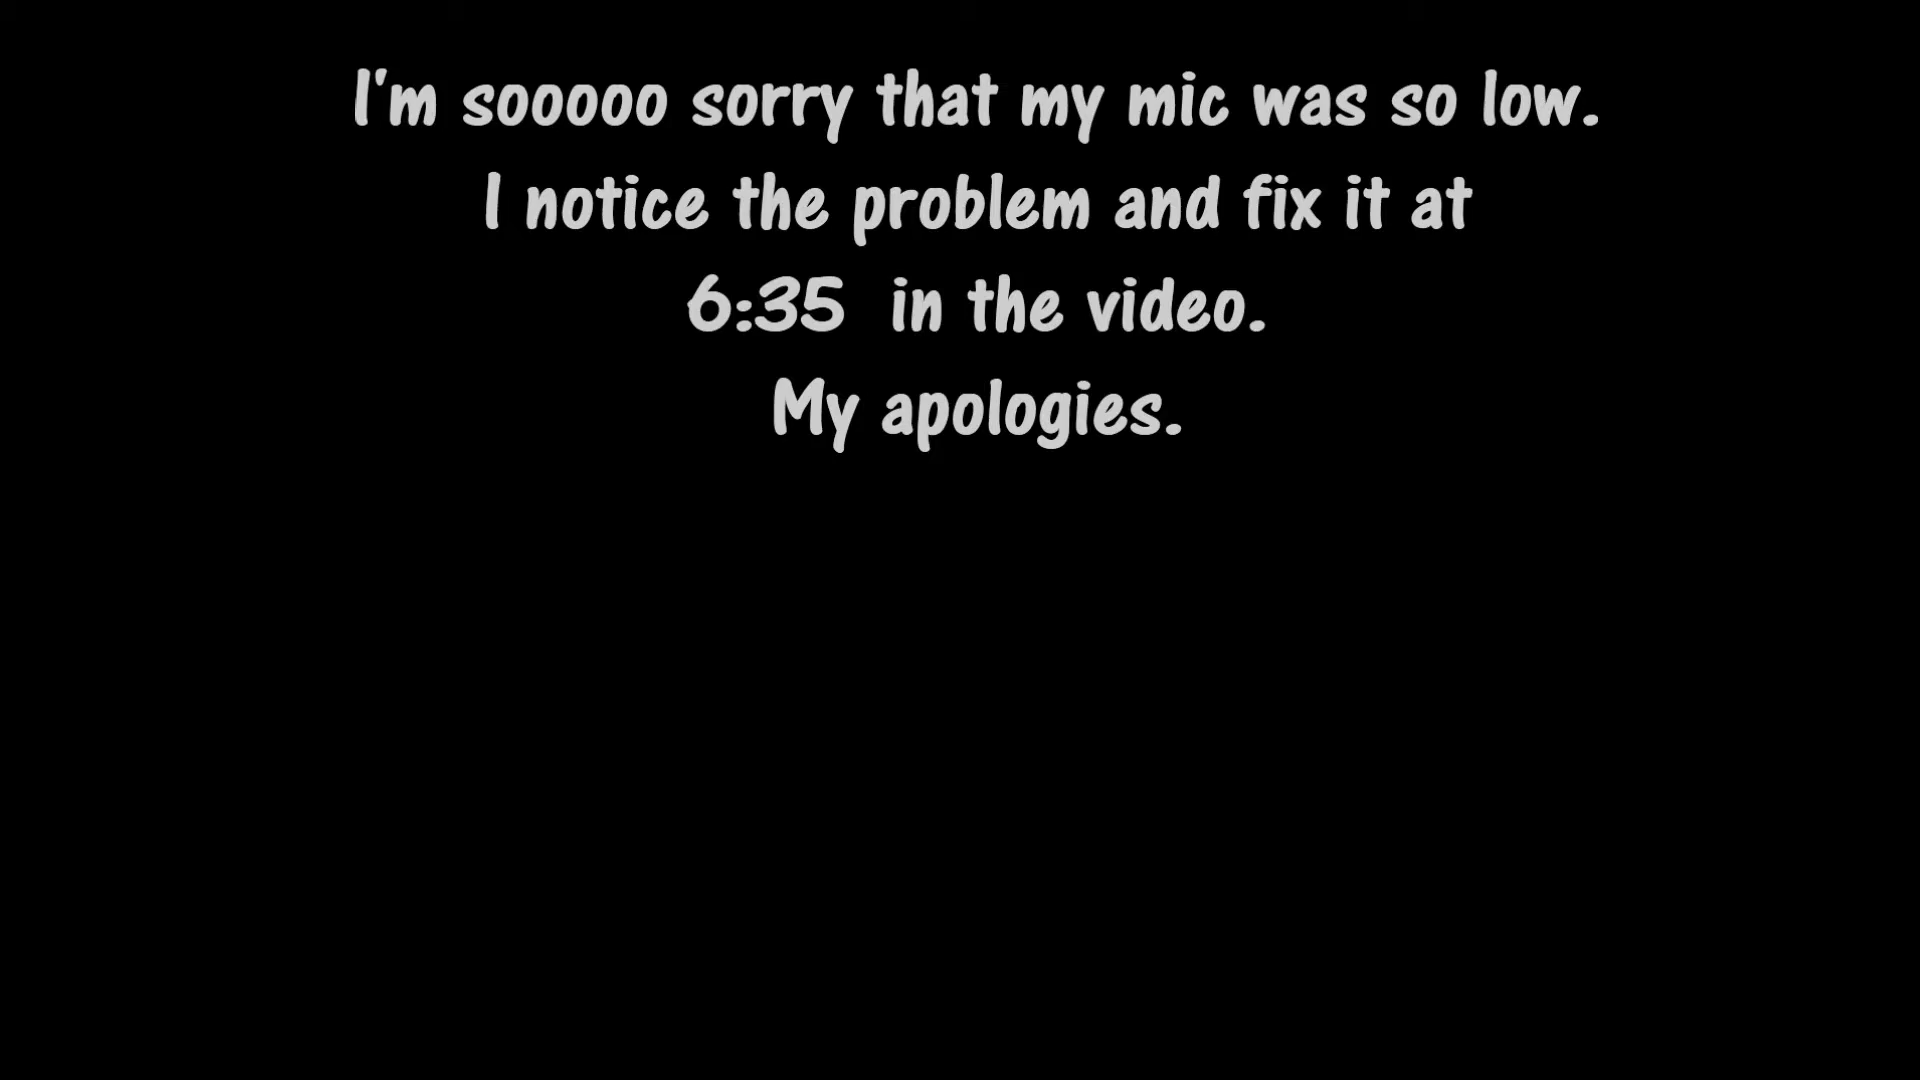 I'm sooooo sorry that my mic was so low.
I notice the problem and fix it at
6:35 in the video.
My apologies.